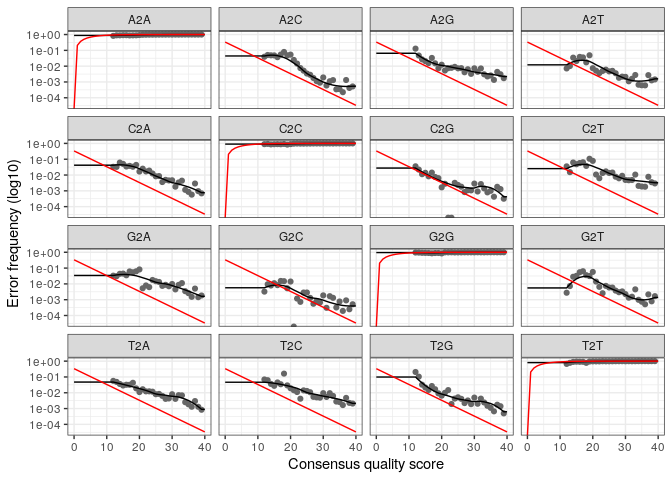 A2A A2C A2G A2T
1e+00
1e-01
1e-02
1e-03
1e-04
C2A C2C C2G C2T
1e+00
1e-01
1e-02
1e-03
1e-04
G2A G2C G2G G2T
1e+00
1e-01
1e-02
1e-03
1e-04
T2A T2C T2G T2T
1e+00
1e-01
1e-02
1e-03
1e-04
0 10 20 30 40 0 10 20 30 40 0 10 20 30 40 0 10 20 30 40
Consensus quality score
Error frequency (log10)